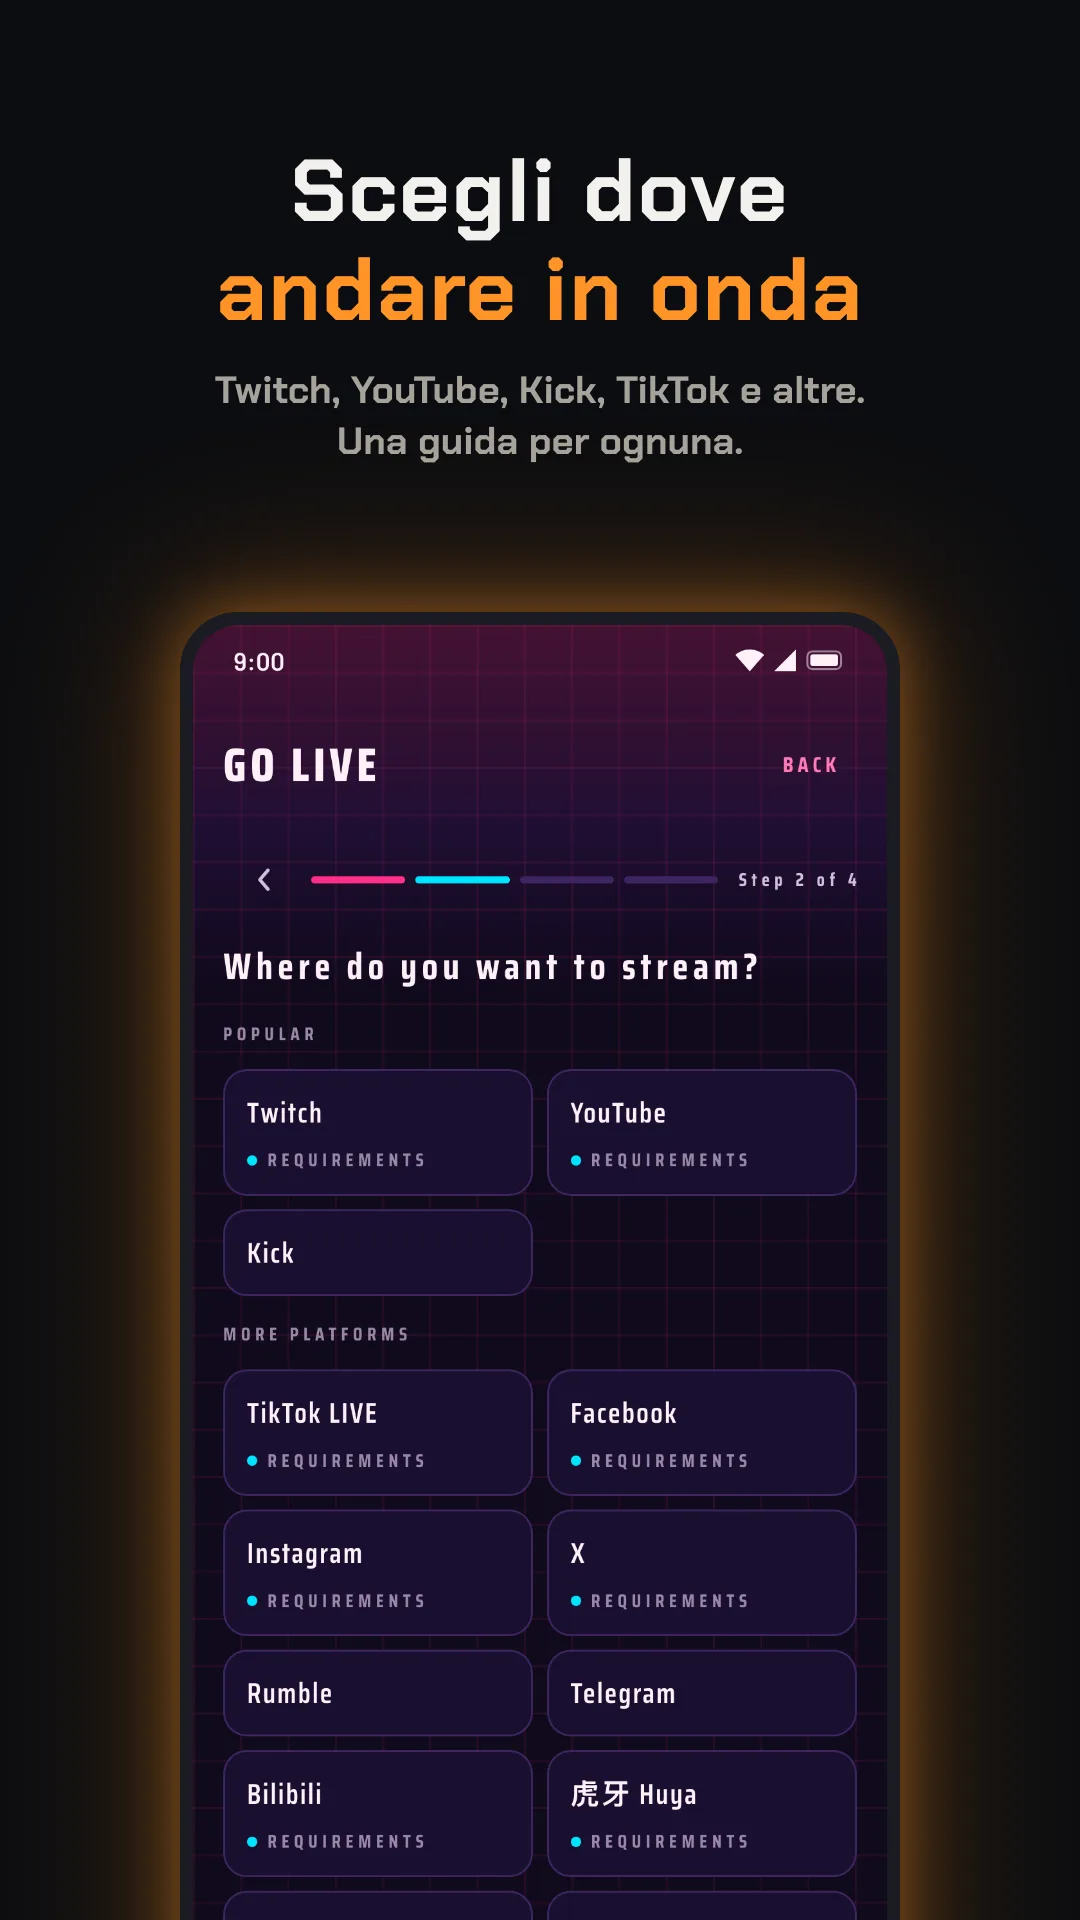 Scegli dove
andare in onda
Twitch, YouTube, Kick, TikTok e altre.
Una guida per ognuna.
9:00
GO LIVE
BACK
Step 2 of 4
Where do you want to stream?
POPULAR
Twitch
REQUIREMENTS
YouTube
REQUIREMENTS
Kick
MORE PLATFORMS
TikTok LIVE
REQUIREMENTS
Facebook
REQUIREMENTS
Instagram
REQUIREMENTS
X
REQUIREMENTS
Rumble
Telegram
Bilibili
REQUIREMENTS
虎牙 Huya
REQUIREMENTS